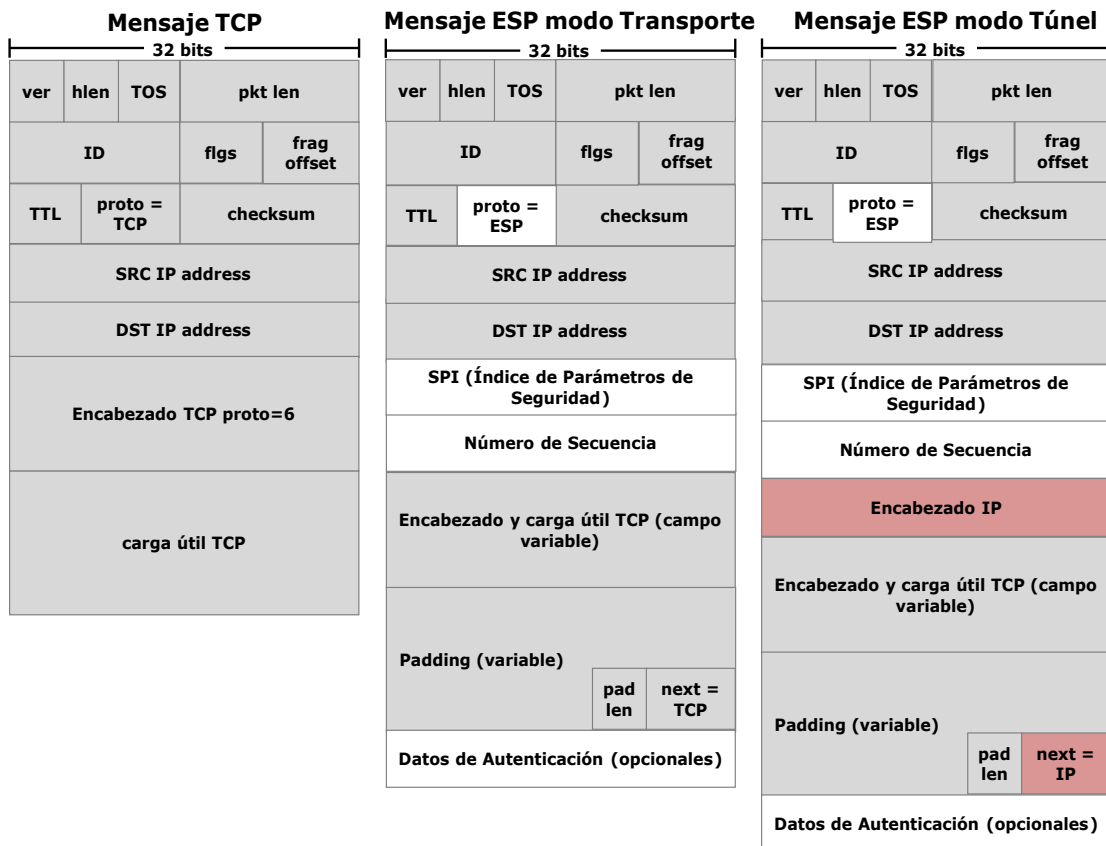 Mensaje TCP
32 bits
ver hlen TOS pkt len
ID flgs frag
offset
TTL proto =
TCP checksum
SRC IP address
DST IP address
Encabezado TCP proto=6
carga útil TCP
Mensaje ESP modo Transporte
32 bits
ver hlen TOS pkt len
ID flgs frag
offset
TTL proto =
ESP checksum
SRC IP address
DST IP address
SPI (Índice de Parámetros de
Seguridad)
Número de Secuencia
Encabezado y carga útil TCP (campo
variable)
Padding (variable)
pad
len next =
TCP
Datos de Autenticación (opcionales)
Mensaje ESP modo Túnel
32 bits
ver hlen TOS pkt len
ID flgs frag
offset
TTL proto =
ESP checksum
SRC IP address
DST IP address
SPI (Índice de Parámetros de
Seguridad)
Número de Secuencia
Encabezado IP
Encabezado y carga útil TCP (campo
variable)
Padding (variable)
pad
len next =
IP
Datos de Autenticación (opcionales)